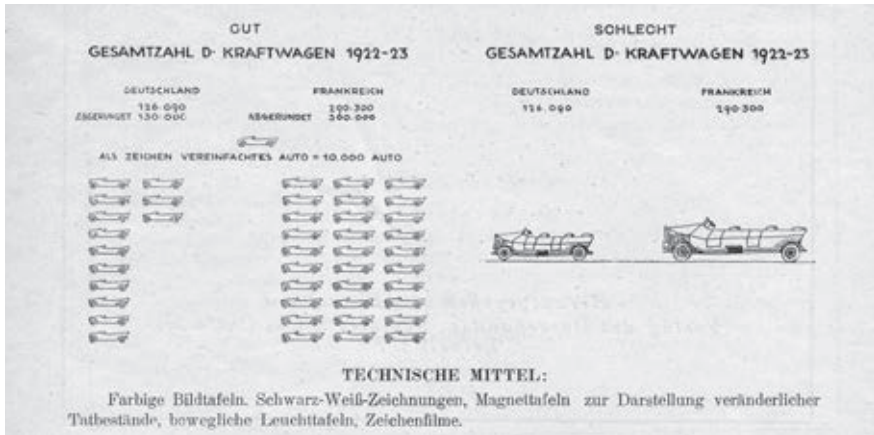 GUT
GESAMTZAHL D· KRAFTWAGEN 1922-23
DEUTSCHLAND
FRANKREICH
126·090
290·300
ABGERUNDET 130·000
ABGERUNDET 300·000
ALS ZEICHEN VEREINFACHTES AUTO = 10.000 AUTO
SCHLECHT
GESAMTZAHL D· KRAFTWAGEN 1922-23
DEUTSCHLAND
FRANKREICH
126·090
290·300
TECHNISCHE MITTEL:
Farbige Bildtafeln. Schwarz-Weiß-Zeichnungen, Magnettafeln zur Darstellung veränderlicher
Tatbestände, bewegliche Leuchttafeln, Zeichenfilme.